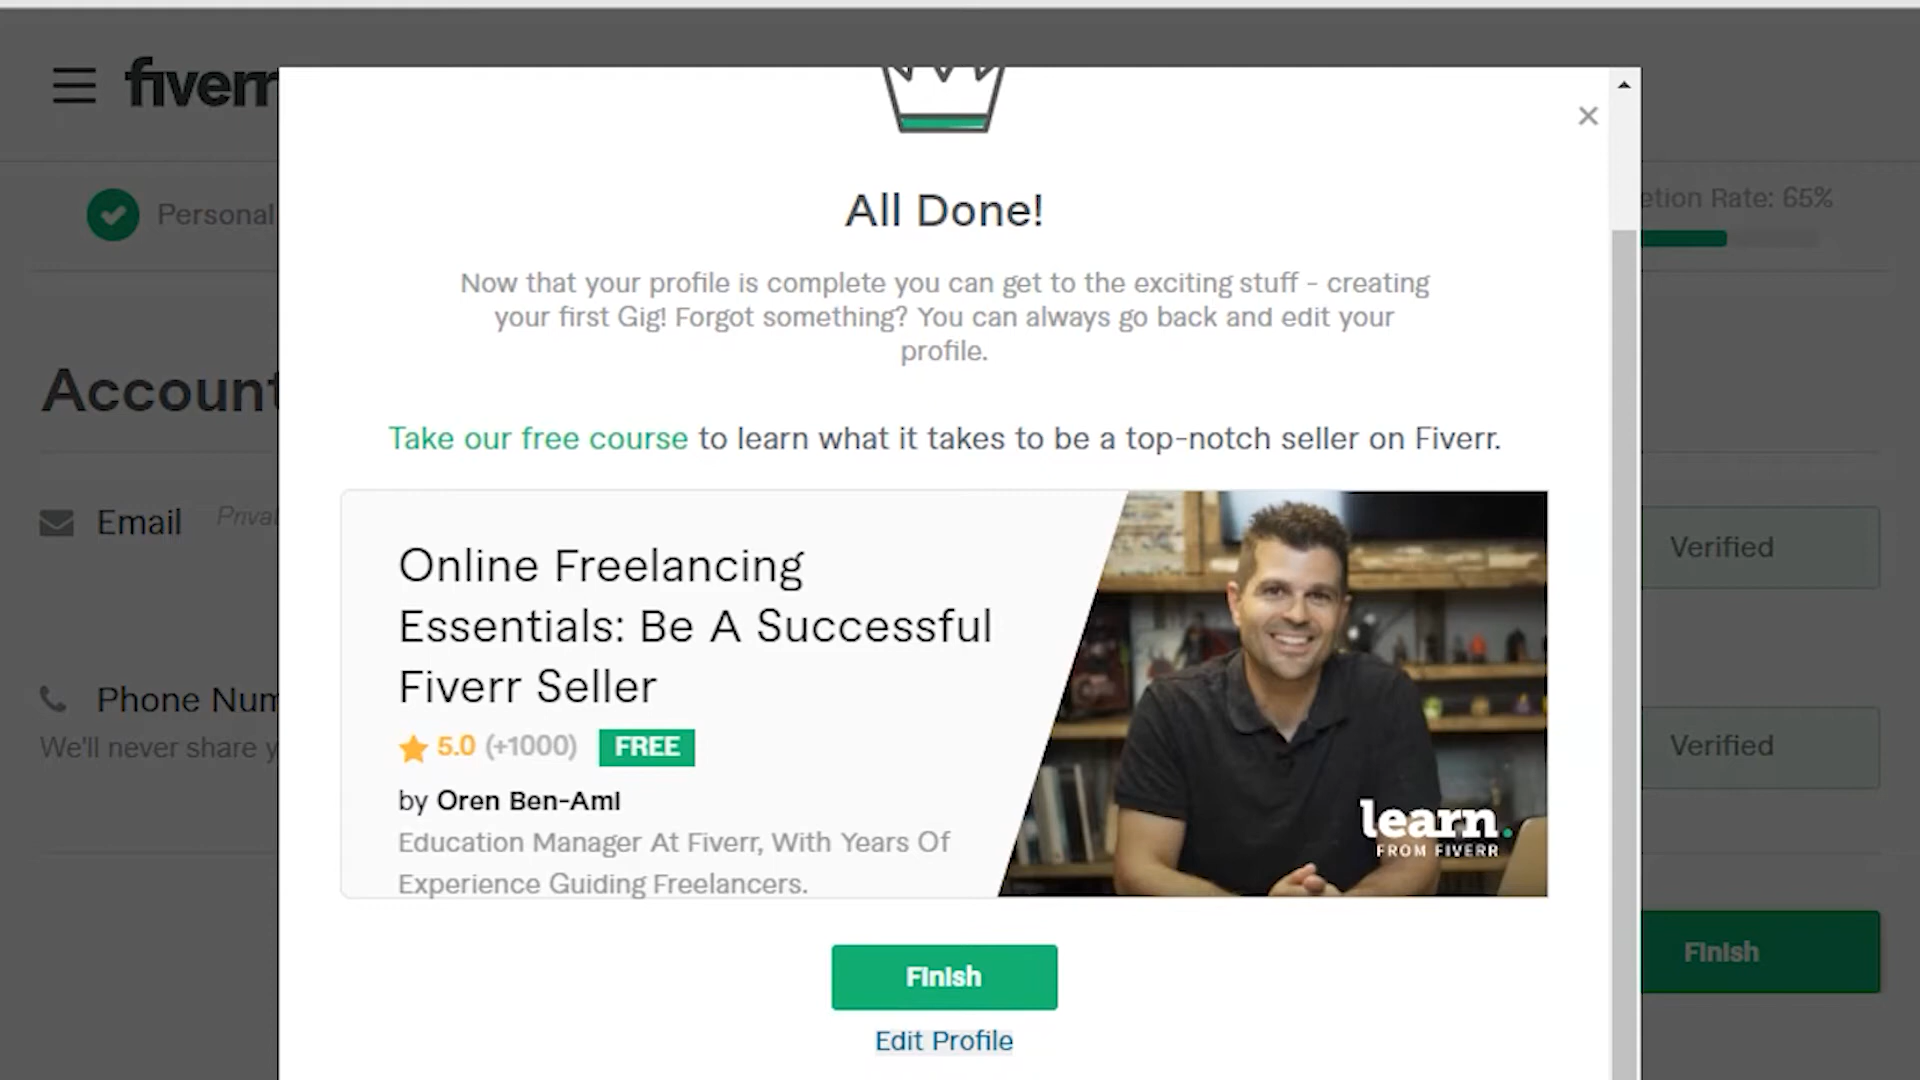 fiverr
Personal
etion Rate: 65%
All Done!
Now that your profile is complete you can get to the exciting stuff - creating
your first Gig! Forgot something? You can always go back and edit your
profile.
Take our free course to learn what it takes to be a top-notch seller on Fiverr.
Account
Email
Verified
Phone Num
We'll never share y
Verified
Online Freelancing
Essentials: Be A Successful
Fiverr Seller
5.0 (+1000) FREE
by Oren Ben-Ami
Education Manager At Fiverr, With Years Of
Experience Guiding Freelancers.
learn.
FROM FIVERR
Finish
Finish
Edit Profile